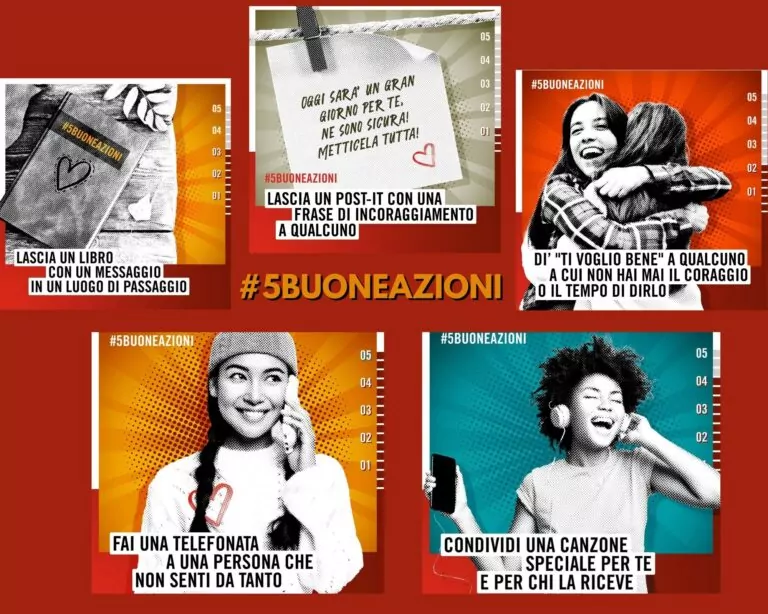 #5BUONEAZIONI
05
04
03
02
01
LASCIA UN LIBRO
CON UN MESSAGGIO
IN UN LUOGO DI PASSAGGIO
OGGI SARA' UN GRAN
GIORNO PER TE,
NE SONO SICURA!
METTICELA TUTTA!
05
04
03
02
01
#5BUONEAZIONI
LASCIA UN POST-IT CON UNA
FRASE DI INCORAGGIAMENTO
A QUALCUNO
#5BUONEAZIONI
05
04
03
02
01
DI' "TI VOGLIO BENE" A QUALCUNO
A CUI NON HAI MAI IL CORAGGIO
O IL TEMPO DI DIRLO
#5BUONEAZIONI
#5BUONEAZIONI
05
04
03
02
01
FAI UNA TELEFONATA
A UNA PERSONA CHE
NON SENTI DA TANTO
#5BUONEAZIONI
05
04
03
02
01
CONDIVIDI UNA CANZONE
SPECIALE PER TE
E PER CHI LA RICEVE